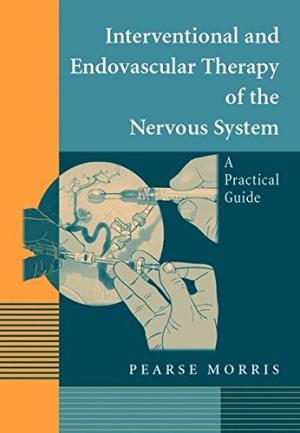 Interventional and
Endovascular Therapy
of the
Nervous System
A
Practical
Guide
PEARSE MORRIS